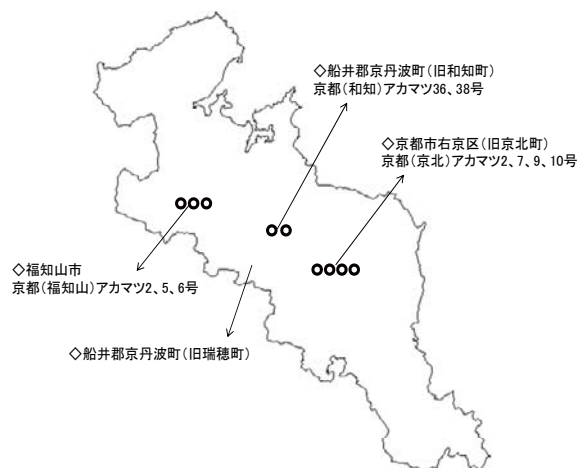 ◇船井郡京丹波町(旧和知町)
京都(和知)アカマツ36、38号
◇京都市右京区(旧京北町)
京都(京北)アカマツ2、7、9、10号
◇福知山市
京都(福知山)アカマツ2、5、6号
◇船井郡京丹波町(旧瑞穂町)